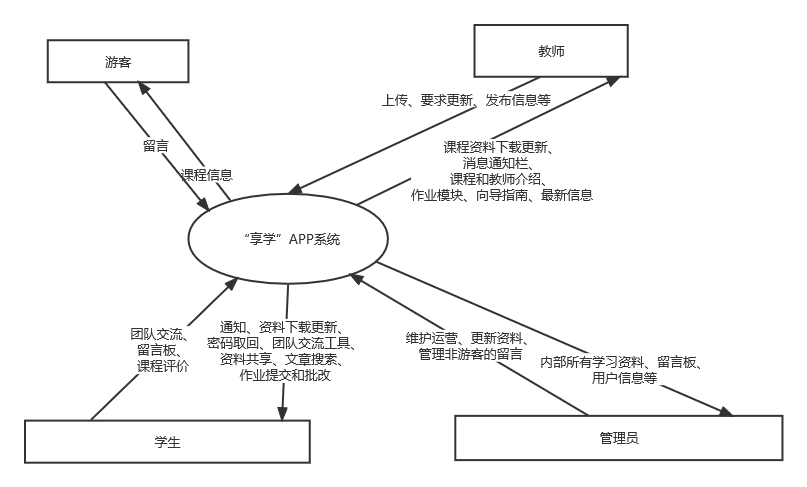 游客
教师
上传、要求更新、发布信息等
留言
课程信息
课程资料下载更新、
消息通知栏、
课程和教师介绍、
作业模块、向导指南、最新信息
“享学”APP系统
团队交流、
留言板、
课程评价
通知、资料下载更新、
密码取回、团队交流工具、
资料共享、文章搜索、
作业提交和批改
维护运营、更新资料、
管理非游客的留言
内部所有学习资料、留言板、
用户信息等
学生
管理员